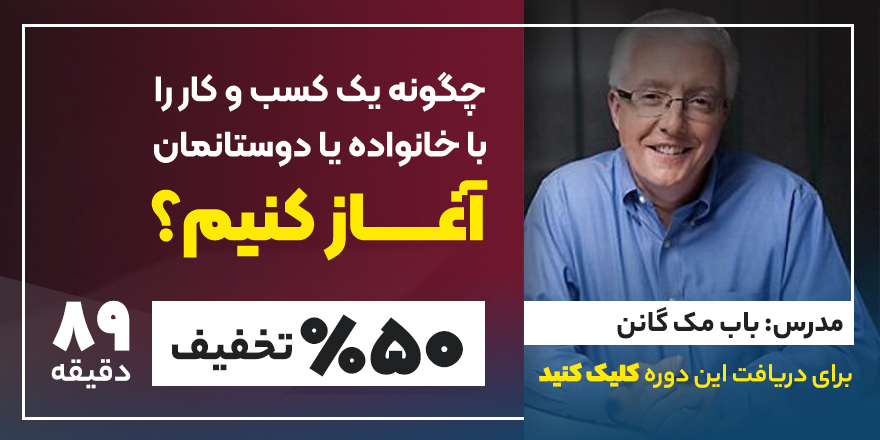 چگونه یک کسب و کار را
با خانواده یا دوستانمان
آغـــاز کنیم؟
%۵۰ تخفیف
۸۹
دقیقه
مدرس: باب مک گانن
برای دریافت این دوره کلیک کنید